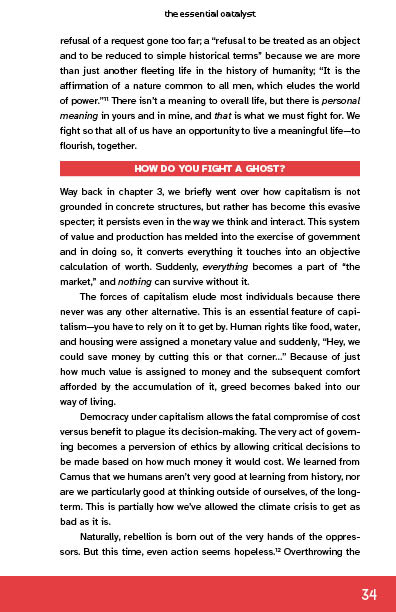 the essential catalyst
refusal of a request gone too far; a “refusal to be treated as an object
and to be reduced to simple historical terms” because we are more
than just another fleeting life in the history of humanity; “It is the
affirmation of a nature common to all men, which eludes the world
of power.”¹¹ There isn’t a meaning to overall life, but there is personal
meaning in yours and in mine, and that is what we must fight for. We
fight so that all of us have an opportunity to live a meaningful life—to
flourish, together.
HOW DO YOU FIGHT A GHOST?
Way back in chapter 3, we briefly went over how capitalism is not
grounded in concrete structures, but rather has become this evasive
specter; it persists even in the way we think and interact. This system
of value and production has melded into the exercise of government
and in doing so, it converts everything it touches into an objective
calculation of worth. Suddenly, everything becomes a part of “the
market,” and nothing can survive without it.
The forces of capitalism elude most individuals because there
never was any other alternative. This is an essential feature of capi-
talism—you have to rely on it to get by. Human rights like food, water,
and housing were assigned a monetary value and suddenly, “Hey, we
could save money by cutting this or that corner...” Because of just
how much value is assigned to money and the subsequent comfort
afforded by the accumulation of it, greed becomes baked into our
way of living.
Democracy under capitalism allows the fatal compromise of cost
versus benefit to plague its decision-making. The very act of govern-
ing becomes a perversion of ethics by allowing critical decisions to
be made based on how much money it would cost. We learned from
Camus that we humans aren’t very good at learning from history, nor
are we particularly good at thinking outside of ourselves, of the long-
term. This is partially how we’ve allowed the climate crisis to get as
bad as it is.
Naturally, rebellion is born out of the very hands of the oppres-
sors. But this time, even action seems hopeless.¹² Overthrowing the
34